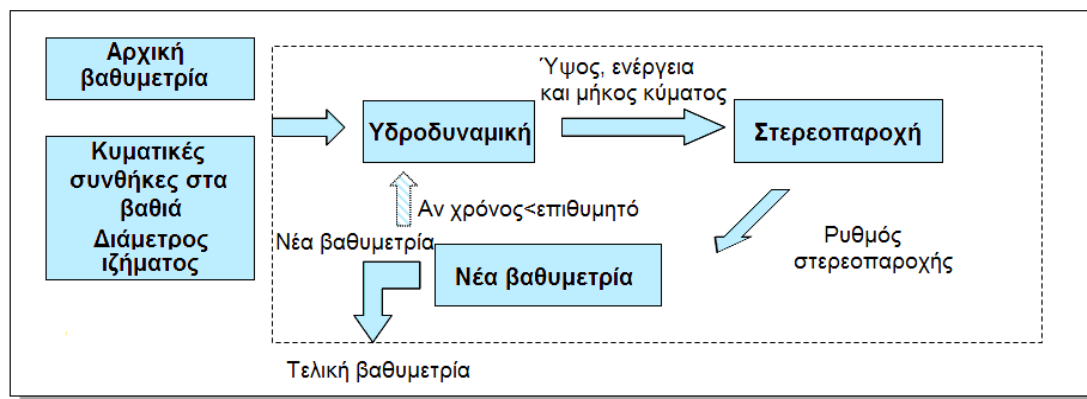 Αρχική
βαθυμετρία
Κυματικές
συνθήκες στα
βαθιά
Διάμετρος
ιζήματος
Υδροδυναμική
Ύψος, ενέργεια
και μήκος κύματος
Στερεοπαροχή
Ρυθμός
στερεοπαροχής
Αν χρόνος<επιθυμητό
Νέα βαθυμετρία
Νέα βαθυμετρία
Τελική βαθυμετρία